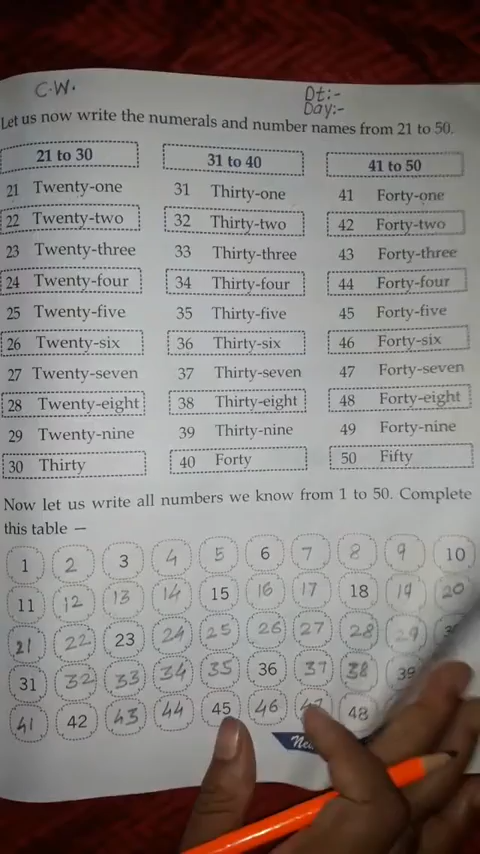 C.W.
Dt:-
Day:-
Let us now write the numerals and number names from 21 to 50.
21 to 30 31 to 40 41 to 50
21 Twenty-one 31 Thirty-one 41 Forty-one
22 Twenty-two 32 Thirty-two 42 Forty-two
23 Twenty-three 33 Thirty-three 43 Forty-three
24 Twenty-four 34 Thirty-four 44 Forty-four
25 Twenty-five 35 Thirty-five 45 Forty-five
26 Twenty-six 36 Thirty-six 46 Forty-six
27 Twenty-seven 37 Thirty-seven 47 Forty-seven
28 Twenty-eight 38 Thirty-eight 48 Forty-eight
29 Twenty-nine 39 Thirty-nine 49 Forty-nine
30 Thirty 40 Forty 50 Fifty
Now let us write all numbers we know from 1 to 50. Complete
this table —
1 2 3 4 5 6 7 8 9 10
11 12 13 14 15 16 17 18 19 20
21 22 23 24 25 26 27 28 29
31 32 33 34 35 36 37 38 39
41 42 43 44 45 46 47 48